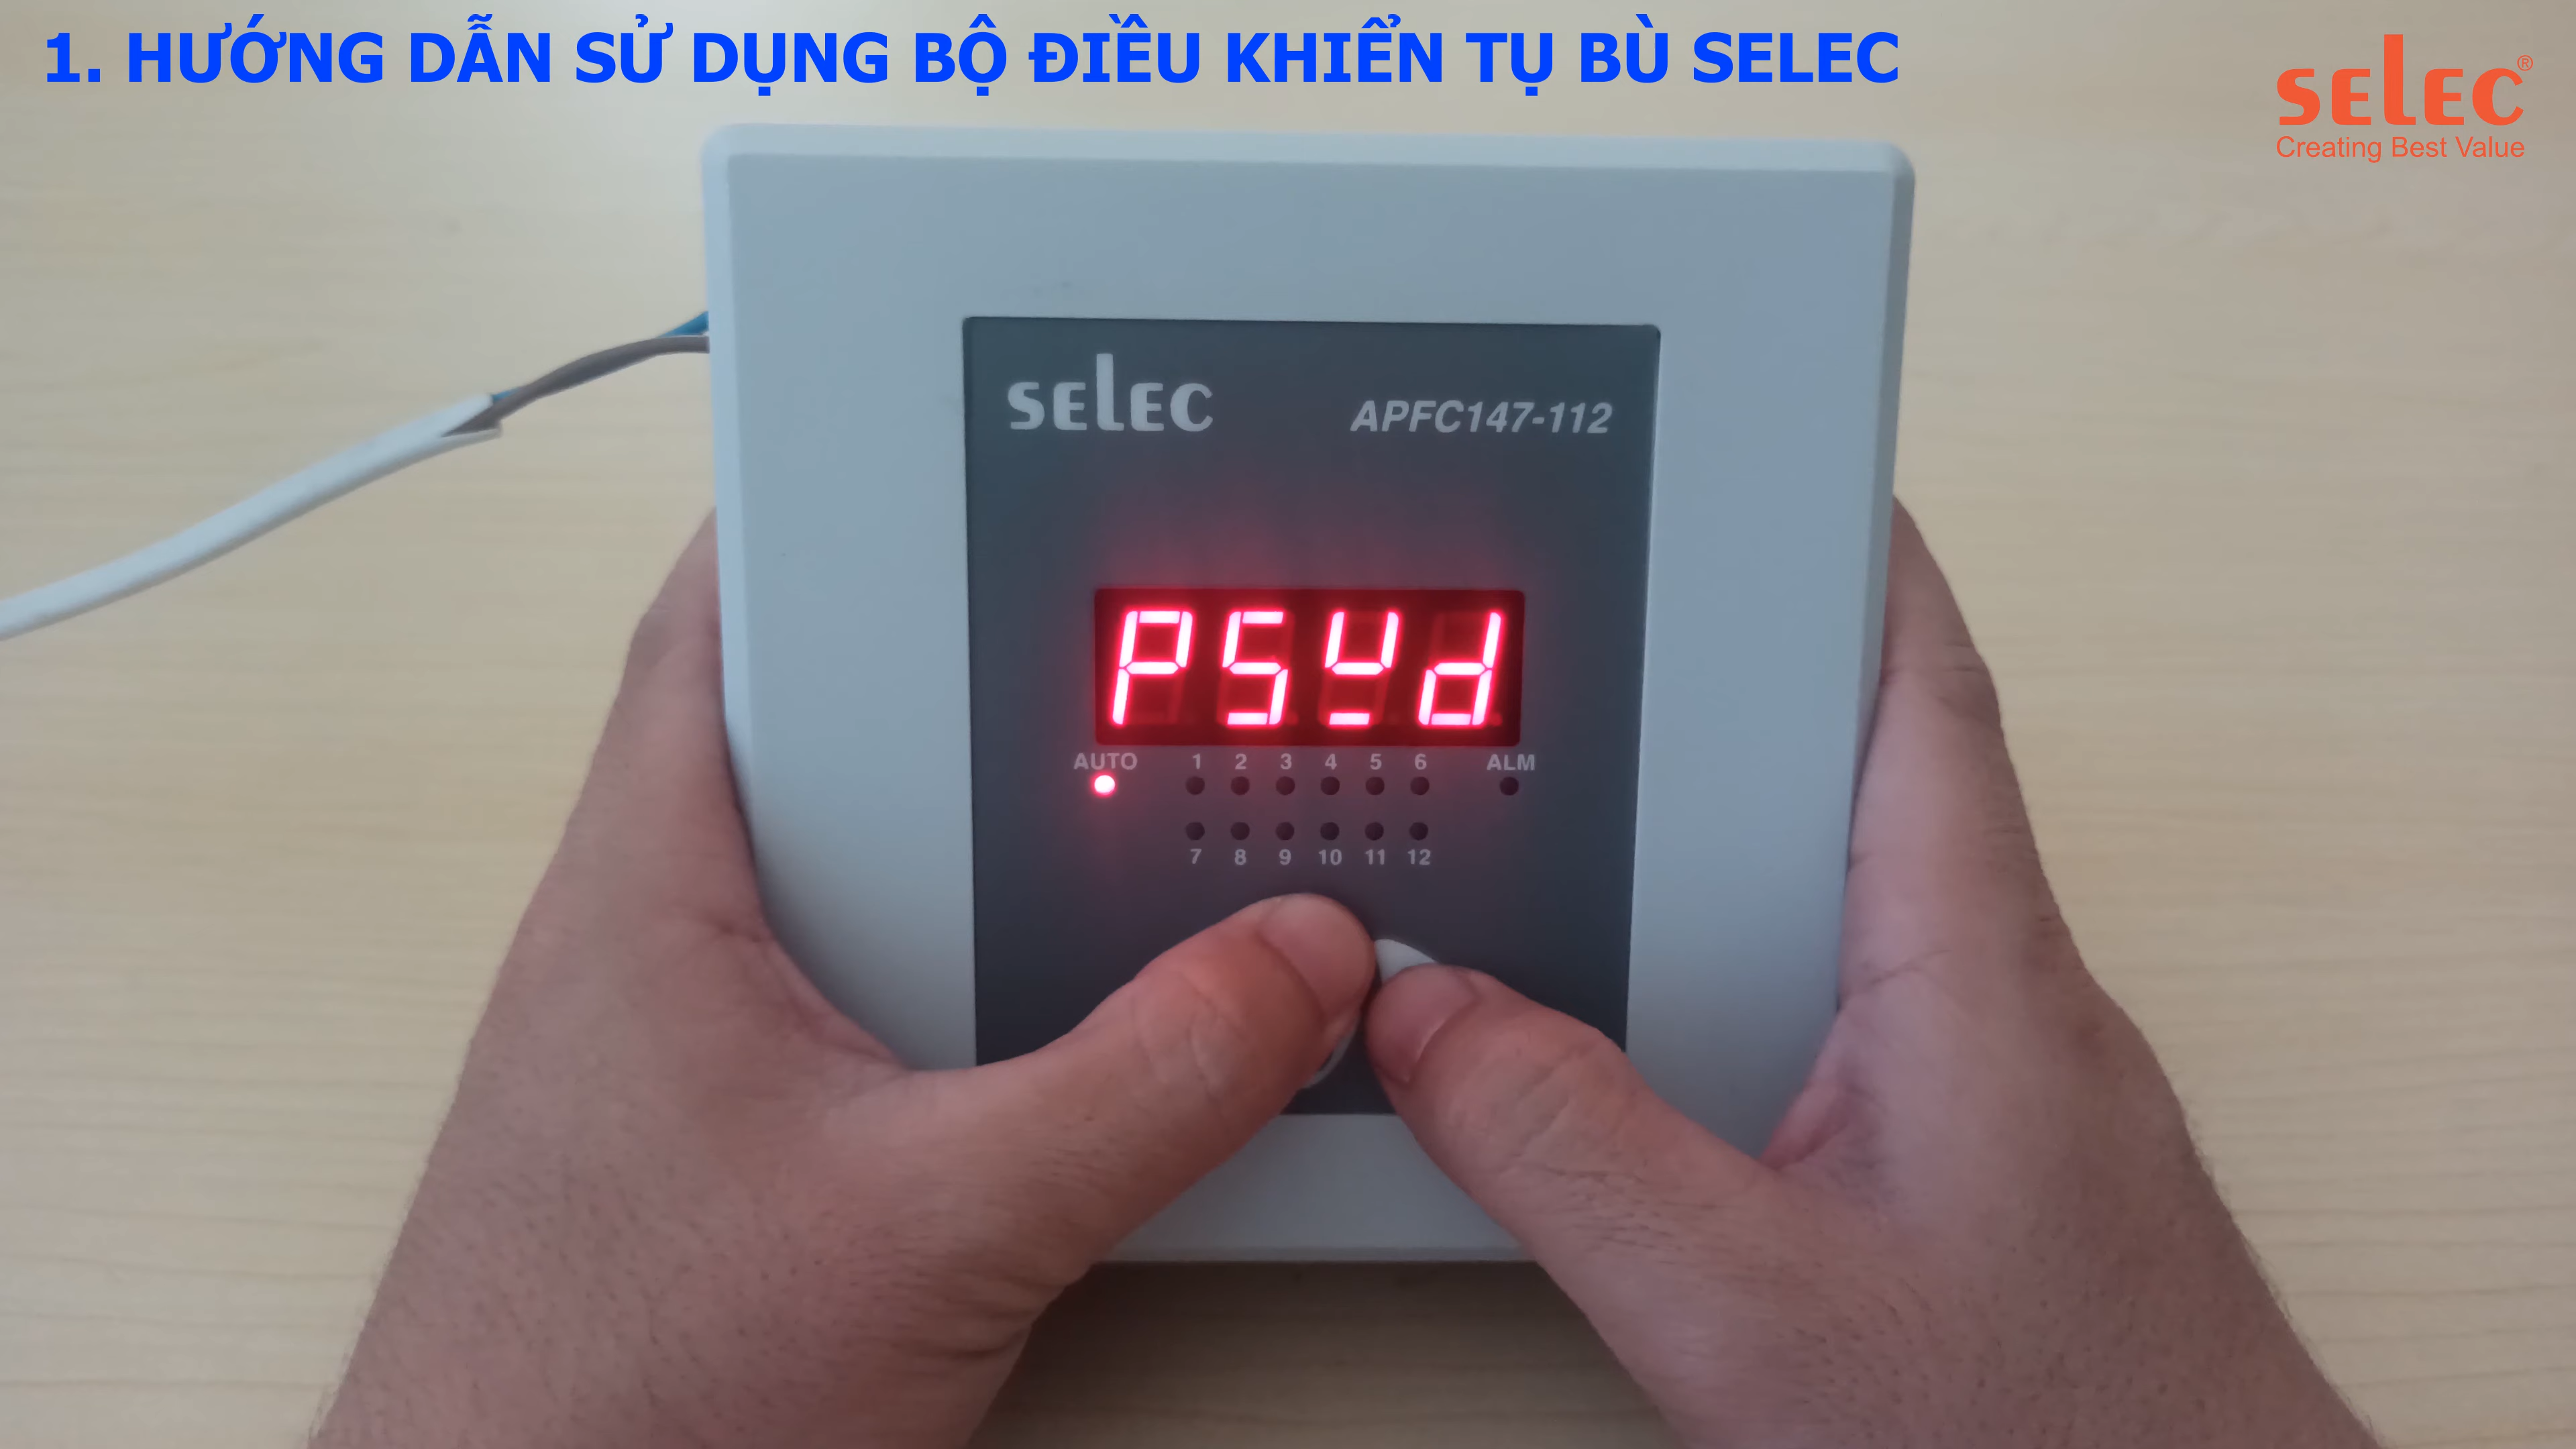 1. HƯỚNG DẪN SỬ DỤNG BỘ ĐIỀU KHIỂN TỤ BÙ SELEC
selec®
Creating Best Value
selec
APFC147-112
PSYd
AUTO 1 2 3 4 5 6 ALM
7 8 9 10 11 12